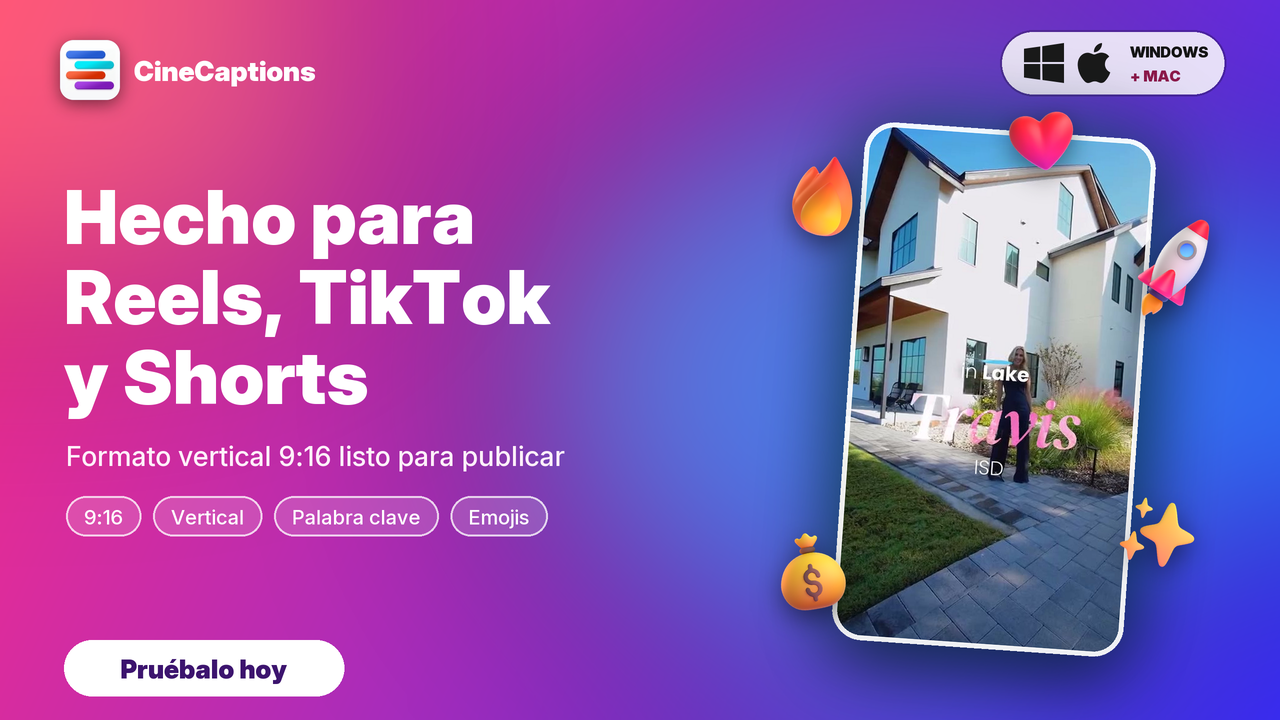 CineCaptions
WINDOWS
+ MAC
Hecho para
Reels, TikTok
y Shorts
Formato vertical 9:16 listo para publicar
9:16
Vertical
Palabra clave
Emojis
in Lake
Travis
ISD
$
Pruébalo hoy